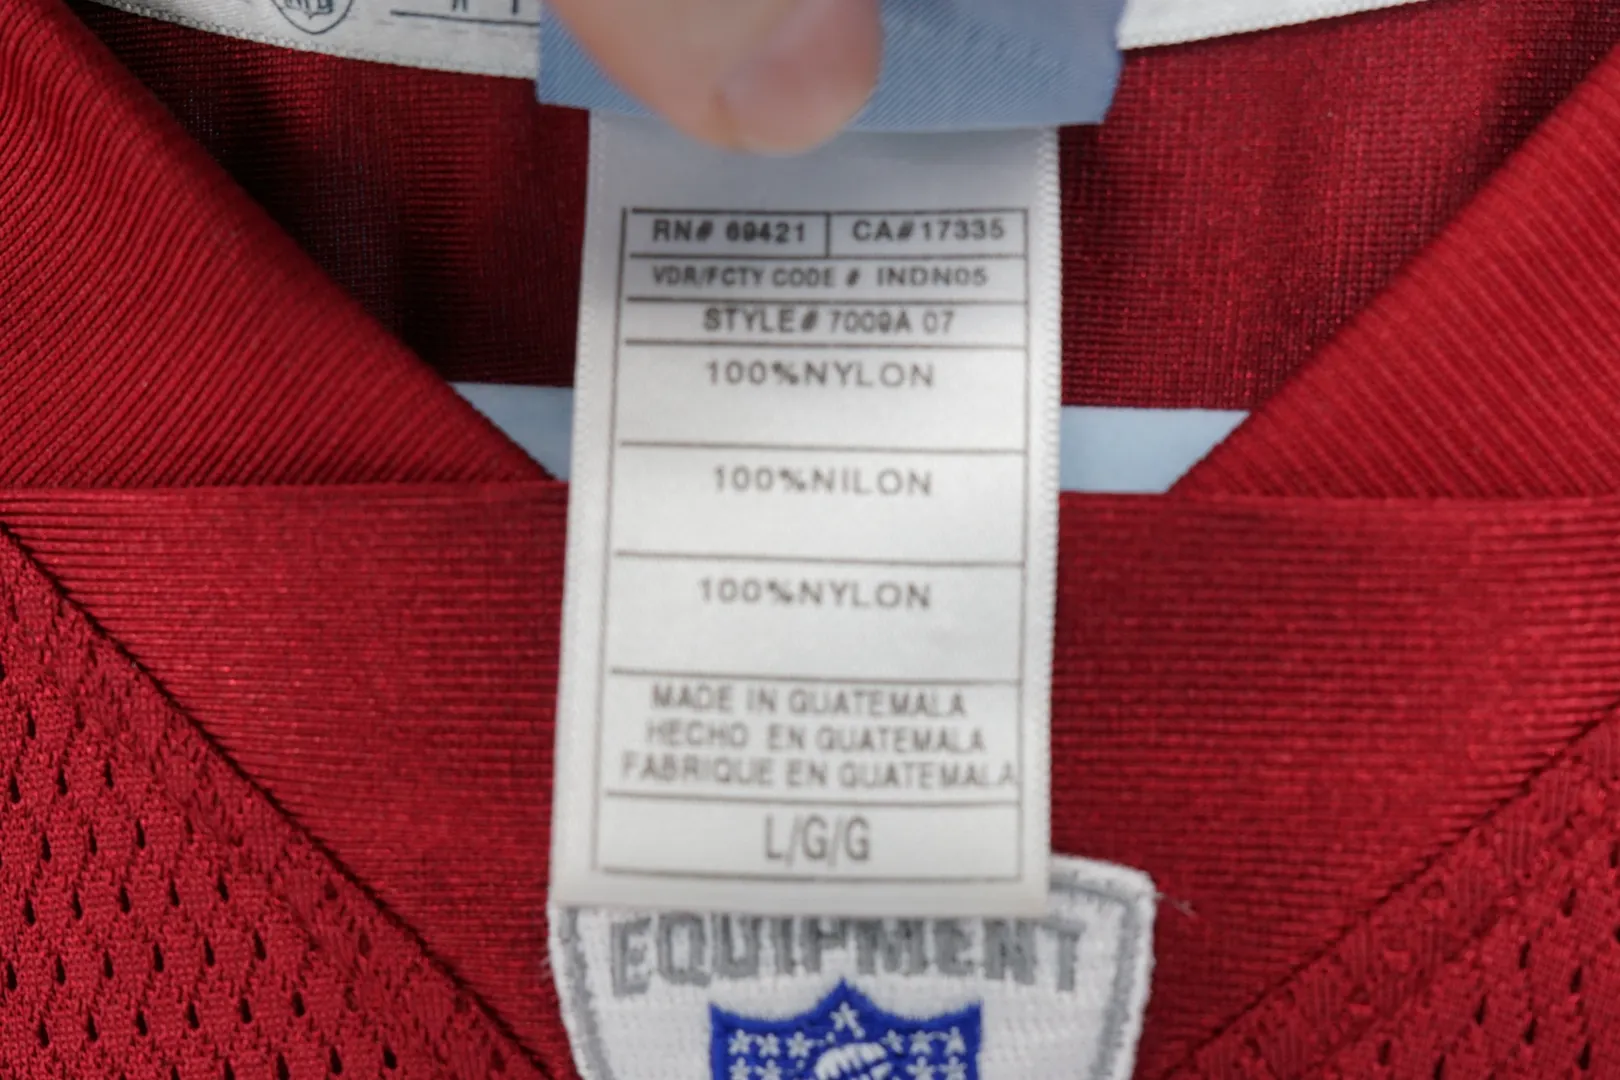 RN# 69421 CA#17335
VDR/FCTY CODE # INDN05
STYLE# 7009A 07
100%NYLON
100%NILON
100%NYLON
MADE IN GUATEMALA
HECHO EN GUATEMALA
FABRIQUE EN GUATEMALA
L/G/G
EQUIPMENT